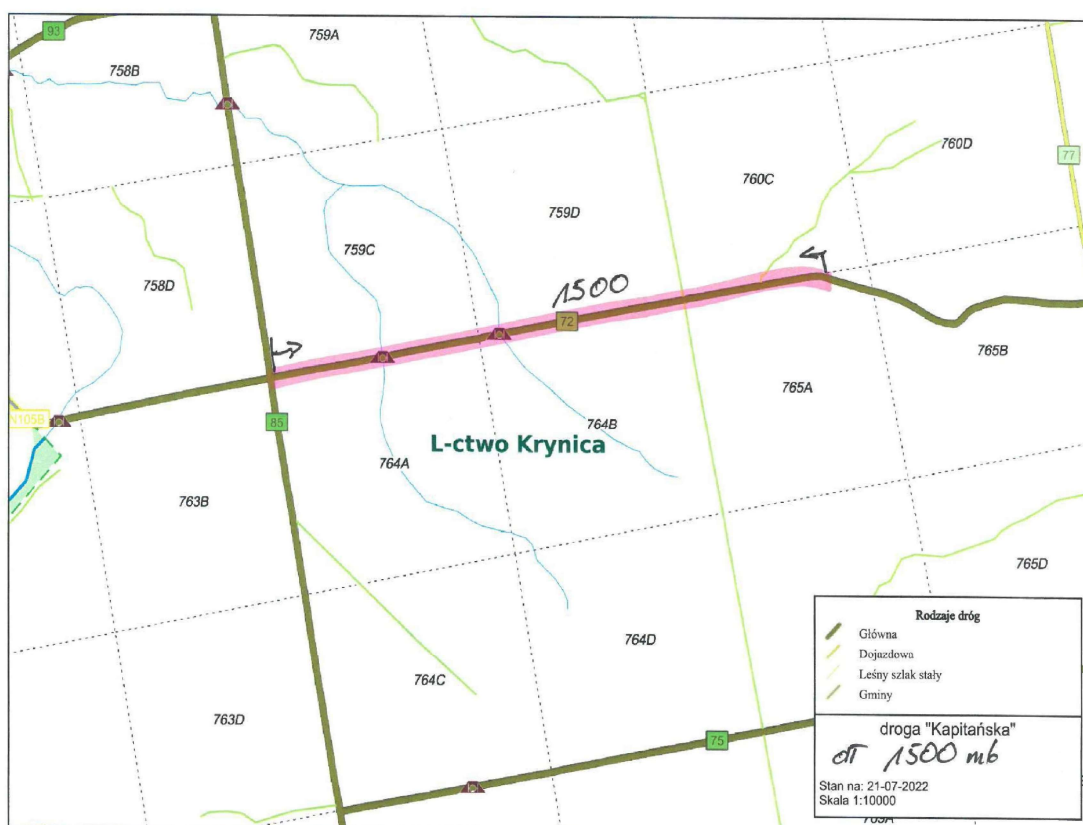 93
759A
758B
760D
77
760C
759D
759C
758D
1500
72
765B
765A
N105B
85
764B
L-ctwo Krynica
764A
763B
765D
764D
764C
763D
75
Rodzaje dróg
Główna
Dojazdowa
Leśny szlak stały
Gminy
droga "Kapitańska"
1500 mb
Stan na: 21-07-2022
Skala 1:10000